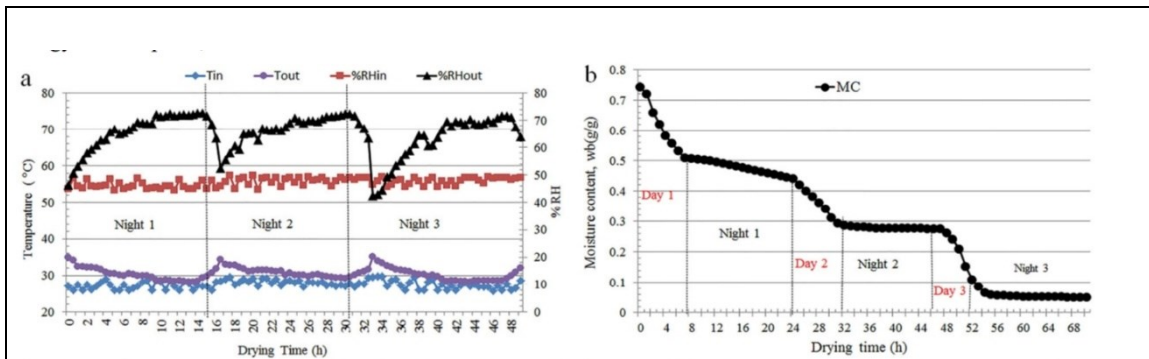 a
Tin Tout %RHin %RHout
80
70
60
50
40
30
20
Temperature ( °C)
80
70
60
50
40
30
20
10
0
%RH
Night 1 Night 2 Night 3
0 2 4 6 8 10 12 14 16 18 20 22 24 26 28 30 32 34 36 38 40 42 44 46 48
Drying Time (h)
b
MC
0.8
0.7
0.6
0.5
0.4
0.3
0.2
0.1
0
Moisture content, wb(g/g)
Day 1
Night 1
Day 2
Night 2
Day 3
Night 3
0 4 8 12 16 20 24 28 32 36 40 44 48 52 56 60 64 68
Drying time (h)